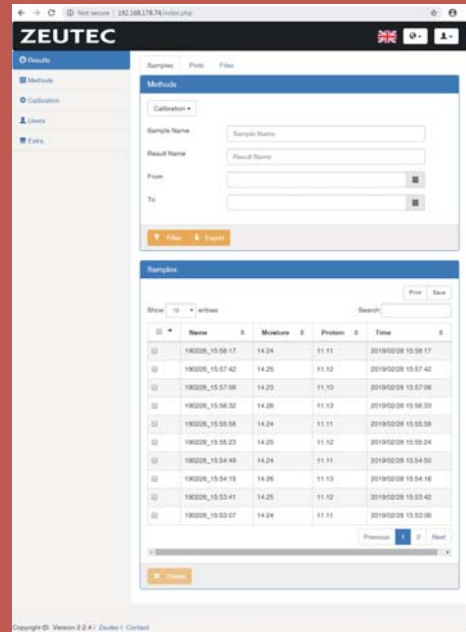 Not secure | 192.168.178.74/index.php
ZEUTEC
Results
Methods
Calibration
Users
Extra
Samples Plots Files
Methods
Calibration
Sample Name Sample Name
Result Name Result Name
From
To
Filter Export
Samples
Print Save
Show 10 entries Search:
Name Moisture Protein Time
190228_15:58:17 14.24 11.11 2019/02/28 15:58:17
190228_15:57:42 14.25 11.12 2019/02/28 15:57:42
190228_15:57:08 14.23 11.10 2019/02/28 15:57:08
190228_15:56:32 14.26 11.13 2019/02/28 15:56:33
190228_15:55:58 14.24 11.11 2019/02/28 15:55:58
190228_15:55:23 14.25 11.12 2019/02/28 15:55:24
190228_15:54:49 14.24 11.11 2019/02/28 15:54:50
190228_15:54:15 14.26 11.13 2019/02/28 15:54:16
190228_15:53:41 14.25 11.12 2019/02/28 15:53:42
190228_15:53:07 14.24 11.11 2019/02/28 15:53:08
Previous 1 2 Next
Delete
Copyright ©. Version 2.2.4 | Zeutec | Contact